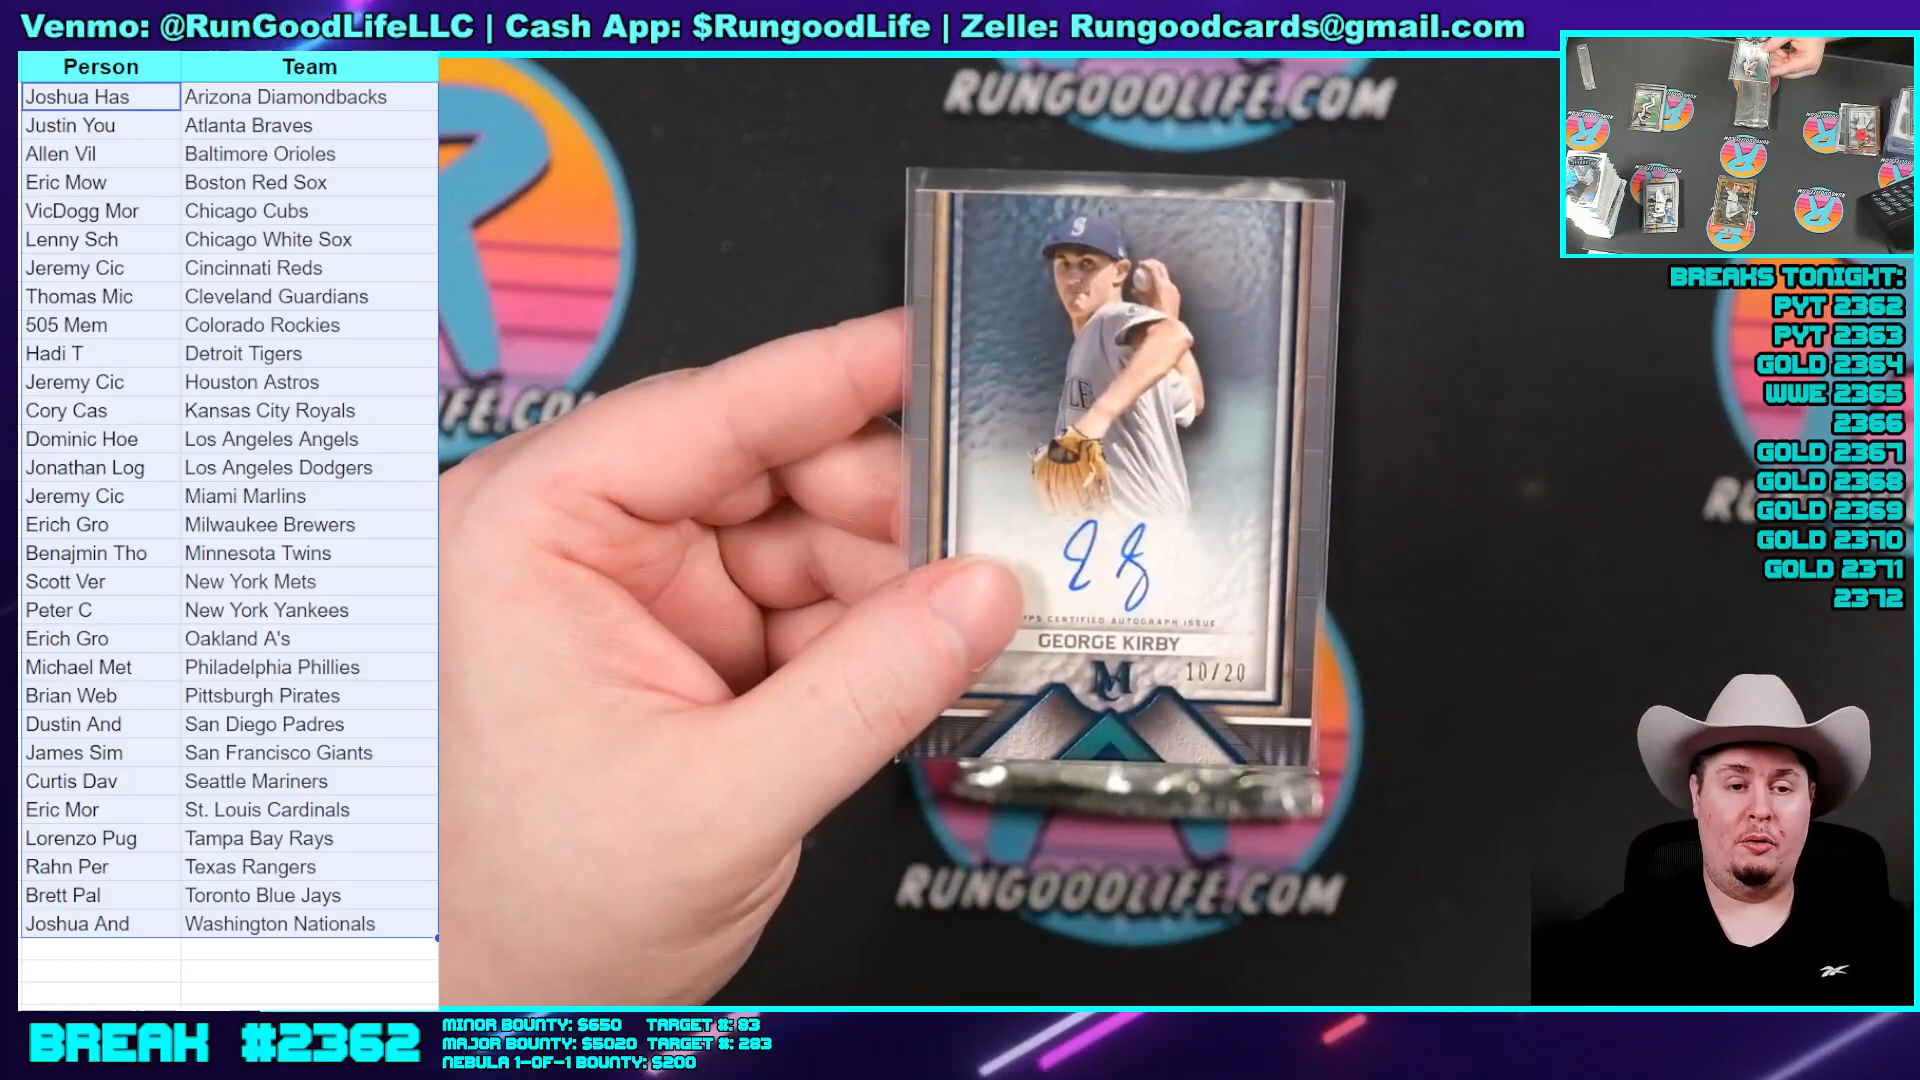 Venmo: @RunGoodLifeLLC | Cash App: $RungoodLife | Zelle: Rungoodcards@gmail.com
Person Team
Joshua Has Arizona Diamondbacks
Justin You Atlanta Braves
Allen Vil Baltimore Orioles
Eric Mow Boston Red Sox
VicDogg Mor Chicago Cubs
Lenny Sch Chicago White Sox
Jeremy Cic Cincinnati Reds
Thomas Mic Cleveland Guardians
505 Mem Colorado Rockies
Hadi T Detroit Tigers
Jeremy Cic Houston Astros
Cory Cas Kansas City Royals
Dominic Hoe Los Angeles Angels
Jonathan Log Los Angeles Dodgers
Jeremy Cic Miami Marlins
Erich Gro Milwaukee Brewers
Benajmin Tho Minnesota Twins
Scott Ver New York Mets
Peter C New York Yankees
Erich Gro Oakland A's
Michael Met Philadelphia Phillies
Brian Web Pittsburgh Pirates
Dustin And San Diego Padres
James Sim San Francisco Giants
Curtis Dav Seattle Mariners
Eric Mor St. Louis Cardinals
Lorenzo Pug Tampa Bay Rays
Rahn Per Texas Rangers
Brett Pal Toronto Blue Jays
Joshua And Washington Nationals
RUNGOODLIFE.COM
S
CERTIFIED AUTOGRAPH ISSUE
GEORGE KIRBY
10/20
MC
RUNGOODLIFE.COM
BREAKS TONIGHT:
PYT 2362
PYT 2363
GOLD 2364
WWE 2365
2366
GOLD 2367
GOLD 2368
GOLD 2369
GOLD 2370
GOLD 2371
2372
BREAK #2362
MINOR BOUNTY: $650 TARGET #: 83
MAJOR BOUNTY: $5020 TARGET #: 283
NEBULA 1-OF-1 BOUNTY: $200